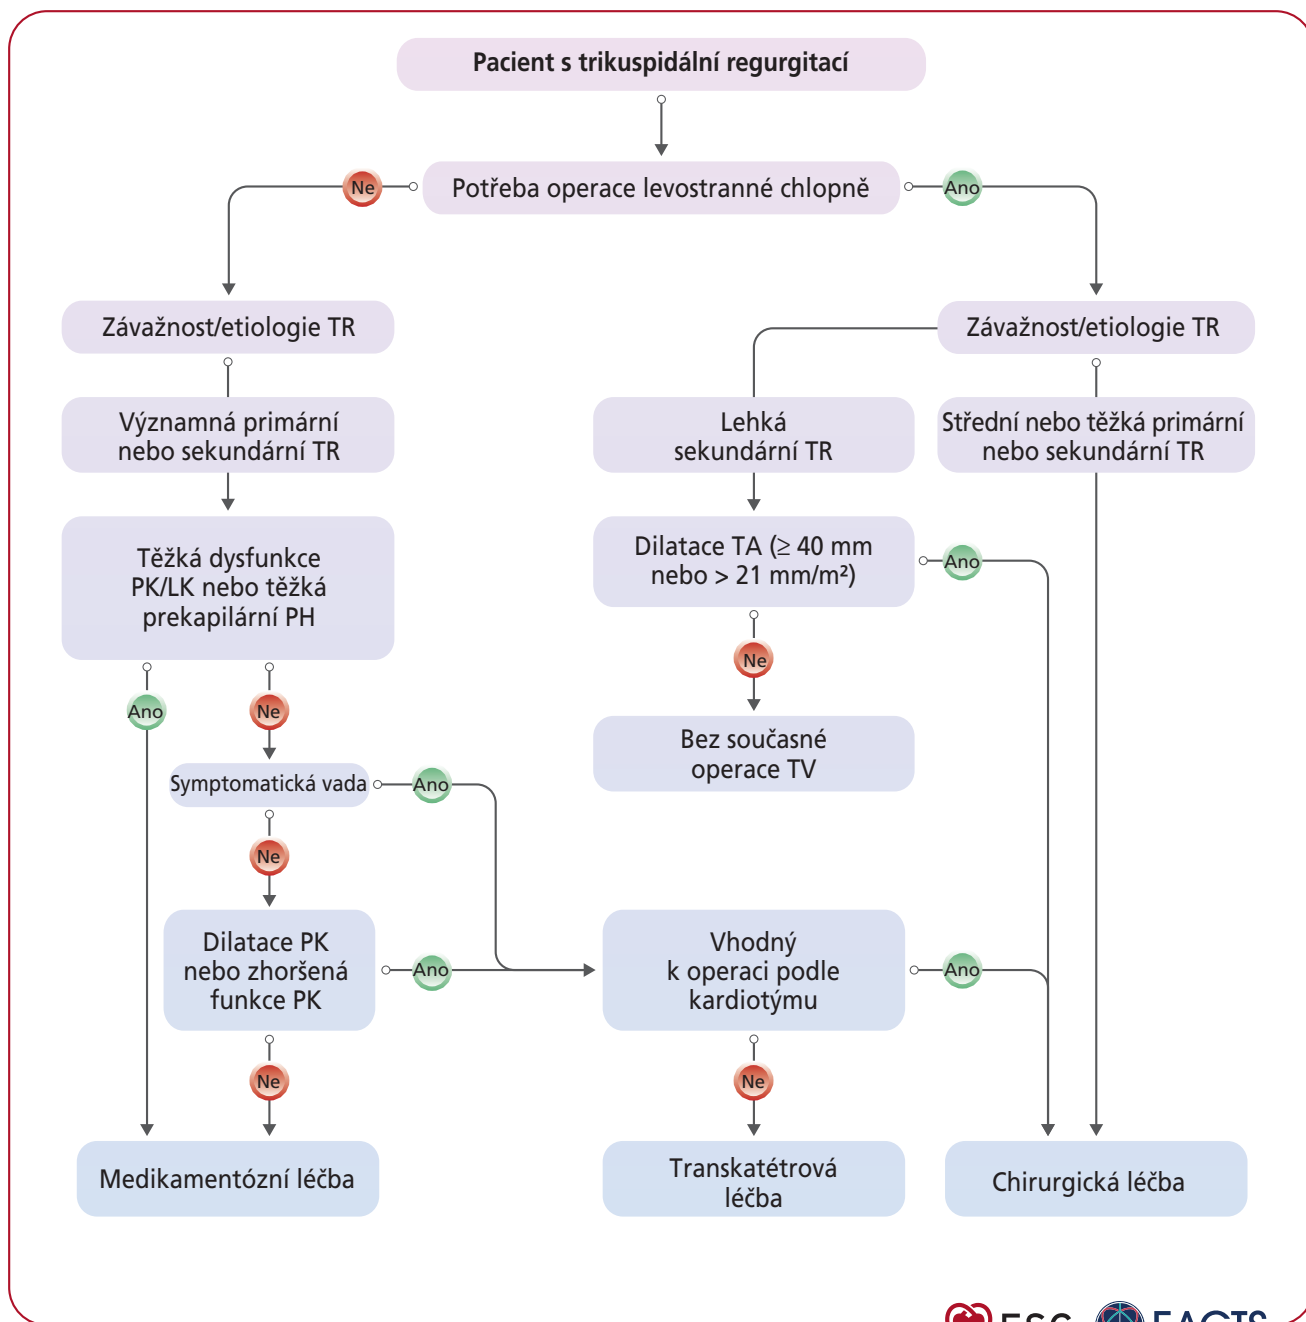 Pacient s trikuspidální regurgitací
Ne
Potřeba operace levostranné chlopně
Ano
Závažnost/etiologie TR
Závažnost/etiologie TR
Významná primární
nebo sekundární TR
Lehká
sekundární TR
Střední nebo těžká primární
nebo sekundární TR
Těžká dysfunkce
PK/LK nebo těžká
prekapilární PH
Dilatace TA (≥ 40 mm
nebo > 21 mm/m²)
Ano
Ne
Ano
Ne
Bez současné
operace TV
Symptomatická vada
Ano
Ne
Dilatace PK
nebo zhoršená
funkce PK
Ano
Vhodný
k operaci podle
kardiotýmu
Ano
Ne
Ne
Medikamentózní léčba
Transkatétrová
léčba
Chirurgická léčba
ESC
EACTS